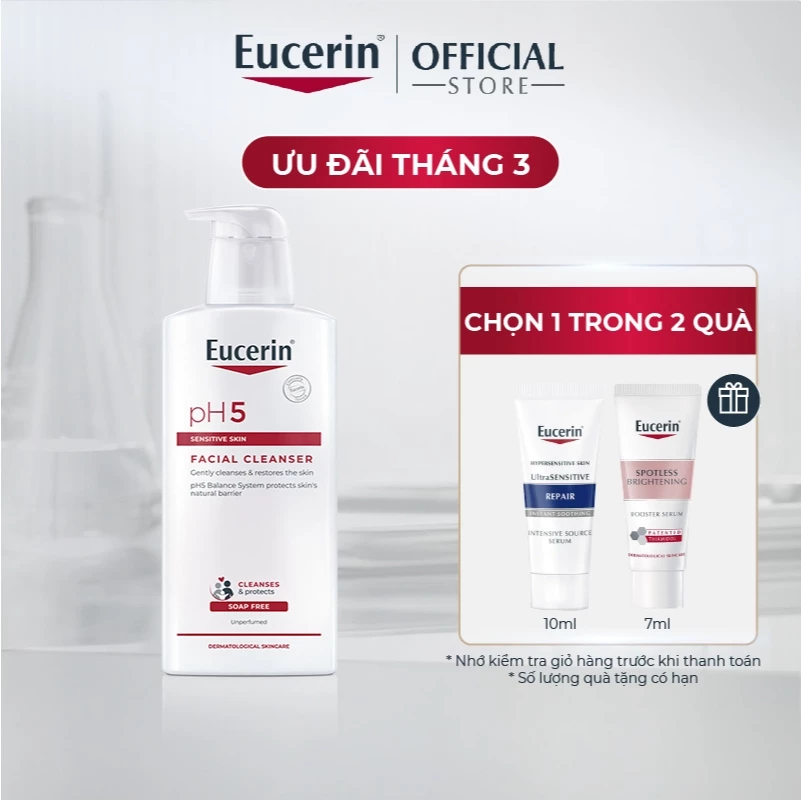 Eucerin®
OFFICIAL
STORE
ƯU ĐÃI THÁNG 3
Eucerin®
pH5
SENSITIVE SKIN
FACIAL CLEANSER
Gently cleanses & restores the skin
pH5 Balance System protects skin's
natural barrier
CLEANSES
& protects
SOAP FREE
Unperfumed
DERMATOLOGICAL SKINCARE
CHỌN 1 TRONG 2 QUÀ
Eucerin®
HYPERSENSITIVE SKIN
UltraSENSITIVE
REPAIR
INSTANT SOOTHING
INTENSIVE SOURCE
SERUM
10ml
Eucerin®
SPOTLESS
BRIGHTENING
BOOSTER SERUM
PATENTED
THIAMIDOL
DERMATOLOGICAL SKINCARE
7ml
* Nhớ kiểm tra giỏ hàng trước khi thanh toán
* Số lượng quà tặng có hạn